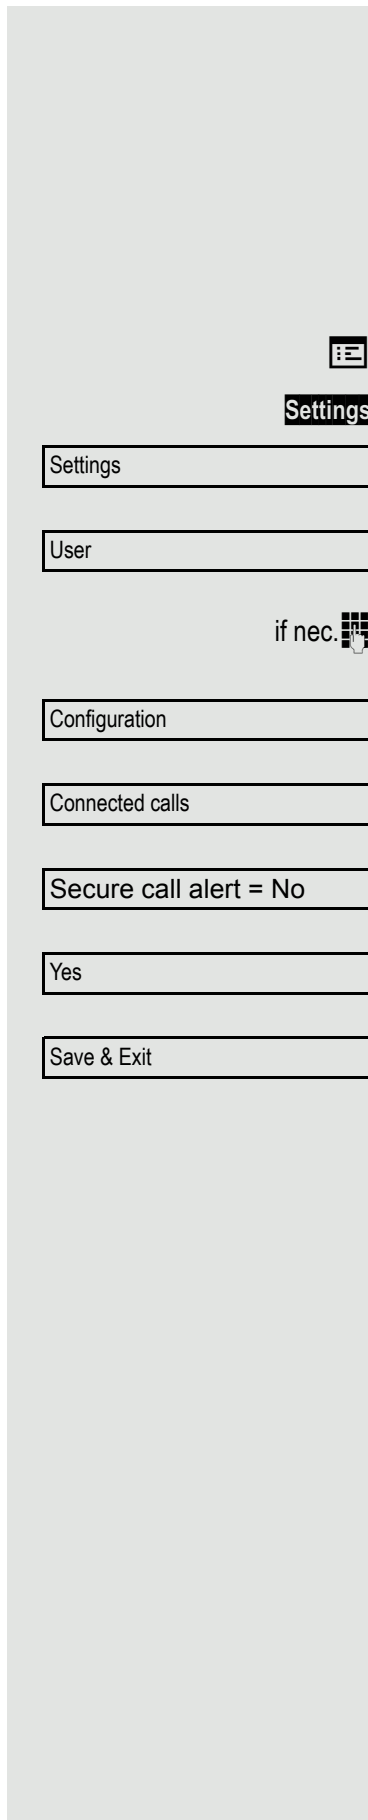 Settings
Settings
User
if nec.
Configuration
Connected calls
Secure call alert = No
Yes
Save & Exit